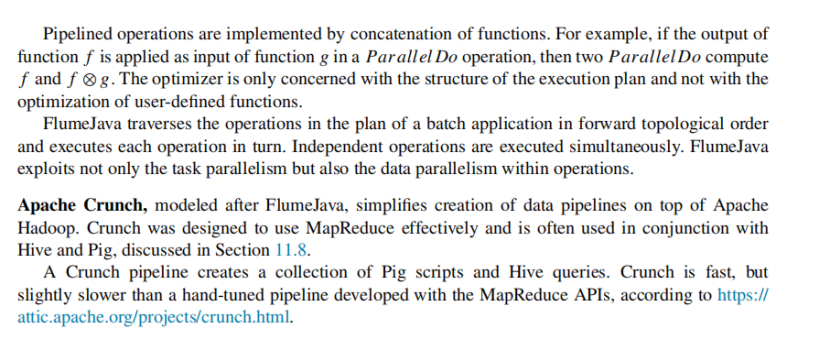 Pipelined operations are implemented by concatenation of functions. For example, if the output of
function f is applied as input of function g in a ParallelDo operation, then two ParallelDo compute
f and f ⊗ g. The optimizer is only concerned with the structure of the execution plan and not with the
optimization of user-defined functions.
FlumeJava traverses the operations in the plan of a batch application in forward topological order
and executes each operation in turn. Independent operations are executed simultaneously. FlumeJava
exploits not only the task parallelism but also the data parallelism within operations.
Apache Crunch, modeled after FlumeJava, simplifies creation of data pipelines on top of Apache
Hadoop. Crunch was designed to use MapReduce effectively and is often used in conjunction with
Hive and Pig, discussed in Section 11.8.
A Crunch pipeline creates a collection of Pig scripts and Hive queries. Crunch is fast, but
slightly slower than a hand-tuned pipeline developed with the MapReduce APIs, according to https://
attic.apache.org/projects/crunch.html.